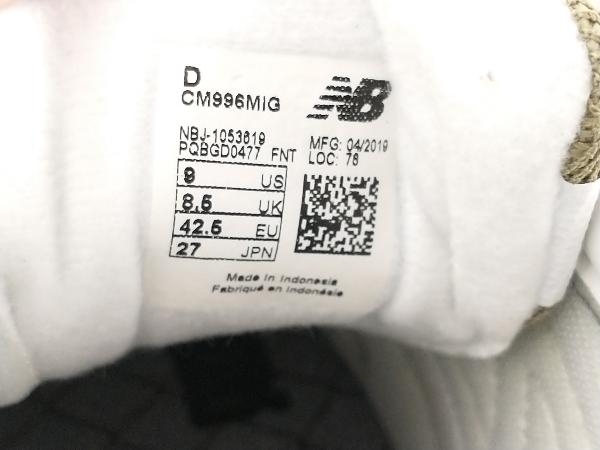 D
CM996MIG
NB
NBJ-1053619
PQBGD0477 FNT
MFG: 04/2019
LOC: 78
9 US
8.5 UK
42.5 EU
27 JPN
Made in Indonesia
Fabriqué en Indonésie